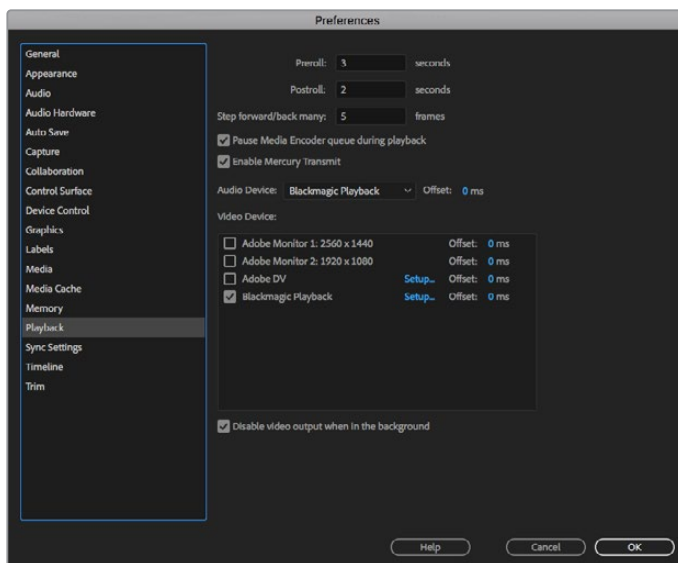 Preferences
General
Appearance
Audio
Audio Hardware
Auto Save
Capture
Collaboration
Control Surface
Device Control
Graphics
Labels
Media
Media Cache
Memory
Playback
Sync Settings
Timeline
Trim
Preroll: 3 seconds
Postroll: 2 seconds
Step forward/back many: 5 frames
Pause Media Encoder queue during playback
Enable Mercury Transmit
Audio Device: Blackmagic Playback Offset: 0 ms
Video Device:
Adobe Monitor 1: 2560 x 1440 Offset: 0 ms
Adobe Monitor 2: 1920 x 1080 Offset: 0 ms
Adobe DV Setup... Offset: 0 ms
Blackmagic Playback Setup... Offset: 0 ms
Disable video output when in the background
Help Cancel OK